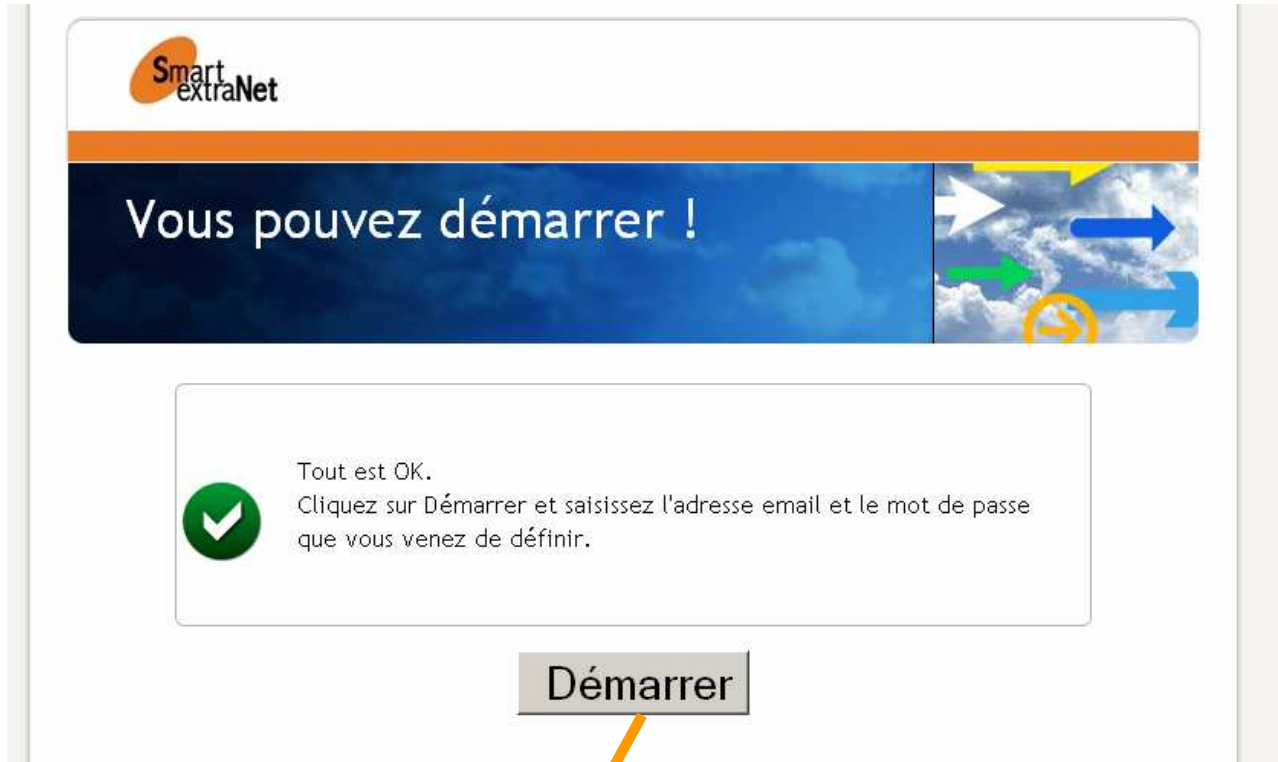 Smart
extraNet
Vous pouvez démarrer !
Tout est OK.
Cliquez sur Démarrer et saisissez l'adresse email et le mot de passe
que vous venez de définir.
Démarrer